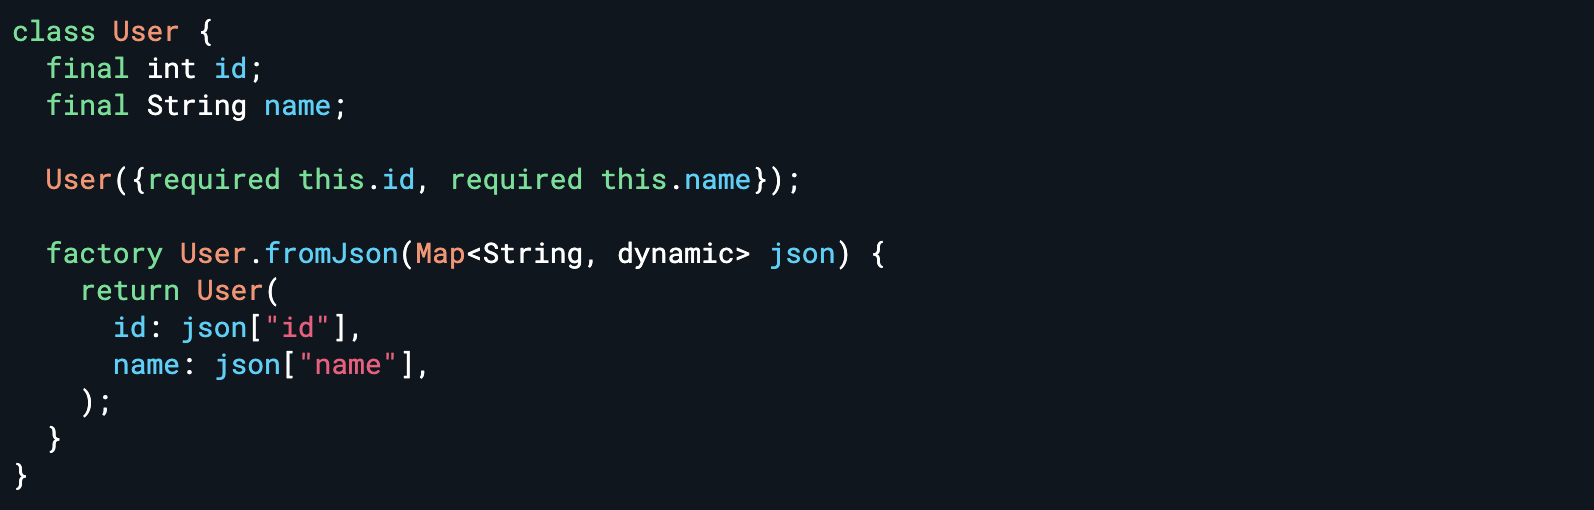 class User {
  final int id;
  final String name;

  User({required this.id, required this.name});

  factory User.fromJson(Map<String, dynamic> json) {
    return User(
      id: json["id"],
      name: json["name"],
    );
  }
}